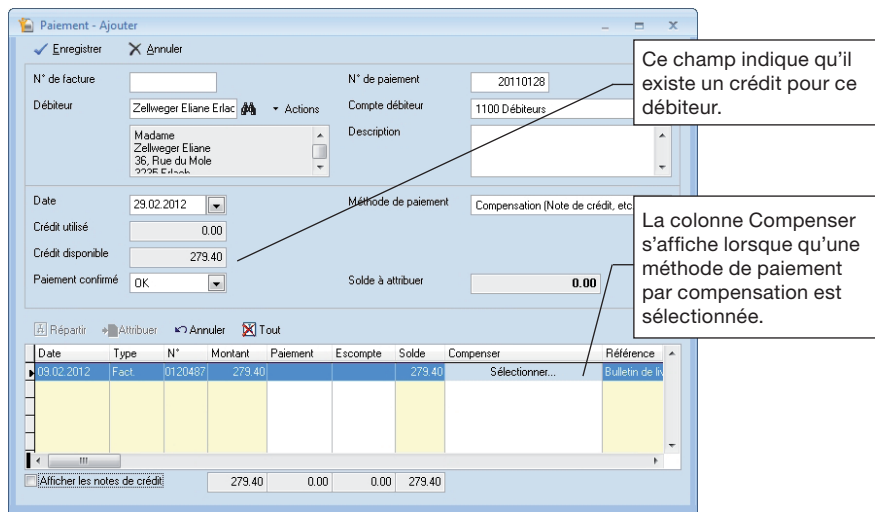 Paiement - Ajouter
Enregistrer Annuler
N° de facture N° de paiement 20110128
Débiteur Zellweger Eliane Erlac Actions Compte débiteur 1100 Débiteurs
Madame
Zellweger Eliane
36, Rue du Mole
2235 Erlach
Description
Date 29.02.2012 Méthode de paiement Compensation (Note de crédit, etc
Crédit utilisé 0.00
Crédit disponible 279.40
Paiement confirmé OK Solde à attribuer 0.00
Répartir Attribuer Annuler Tout
Date Type N° Montant Paiement Escompte Solde Compenser Référence
09.02.2012 Fact. 0120487 279.40 279.40 Sélectionner... Bulletin de liv
Afficher les notes de crédit 279.40 0.00 0.00 279.40
Ce champ indique qu'il
existe un crédit pour ce
débiteur.
La colonne Compenser
s'affiche lorsque qu'une
méthode de paiement
par compensation est
sélectionnée.